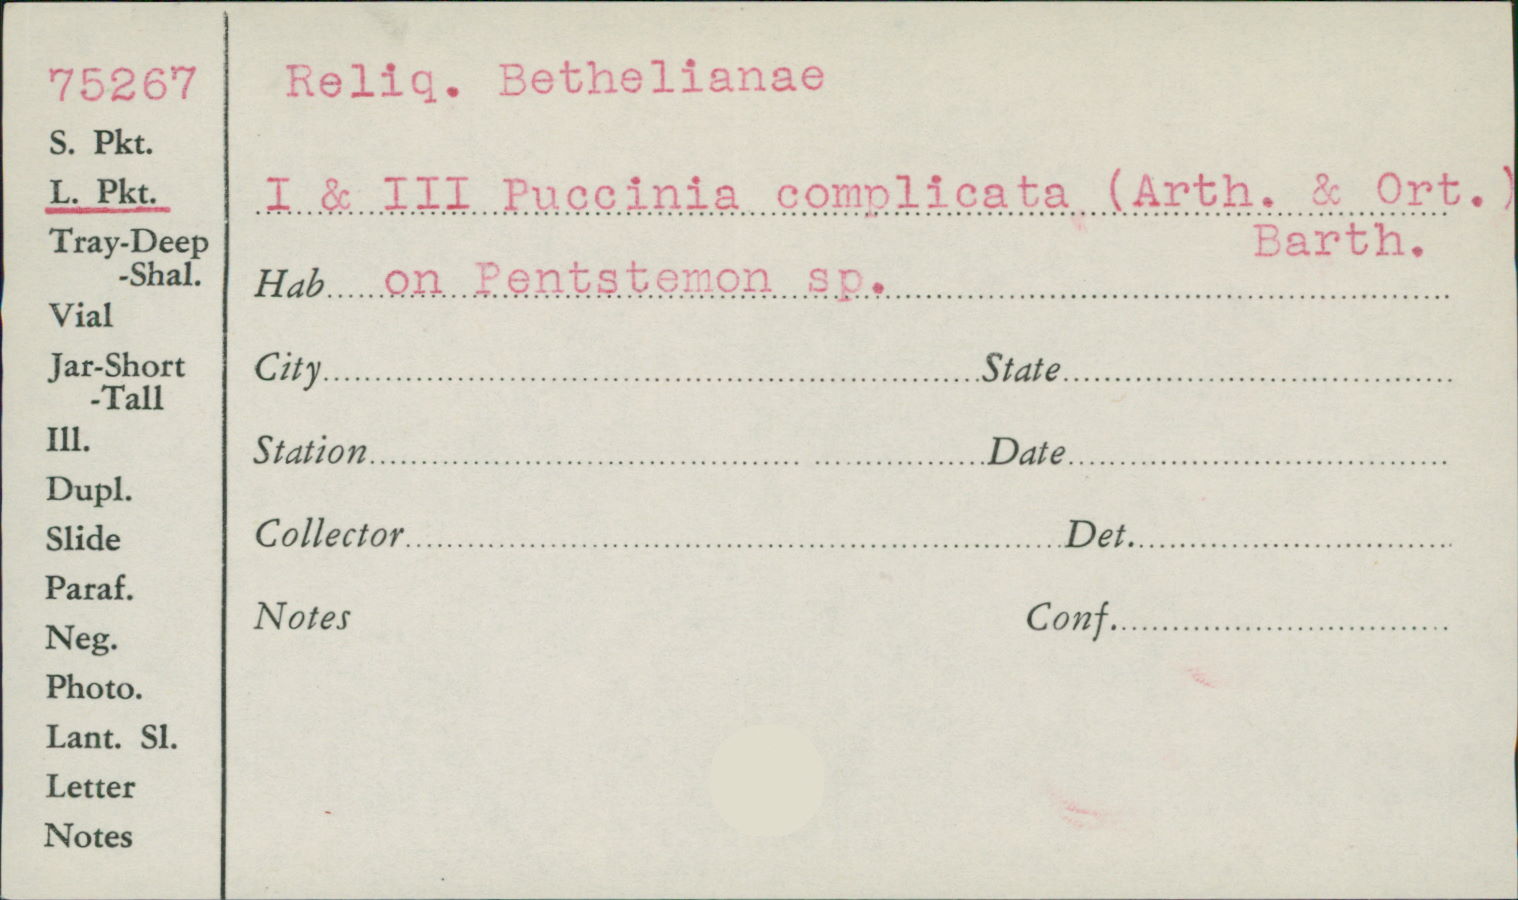 75267
S. Pkt.
L. Pkt.
Tray-Deep
-Shal.
Vial
Jar-Short
-Tall
Ill.
Dupl.
Slide
Paraf.
Neg.
Photo.
Lant. Sl.
Letter
Notes
Reliq. Bethelianae
I & III Puccinia complicata (Arth. & Ort.)
Barth.
Hab on Pentstemon sp.
City State
Station Date
Collector Det.
Notes Conf.